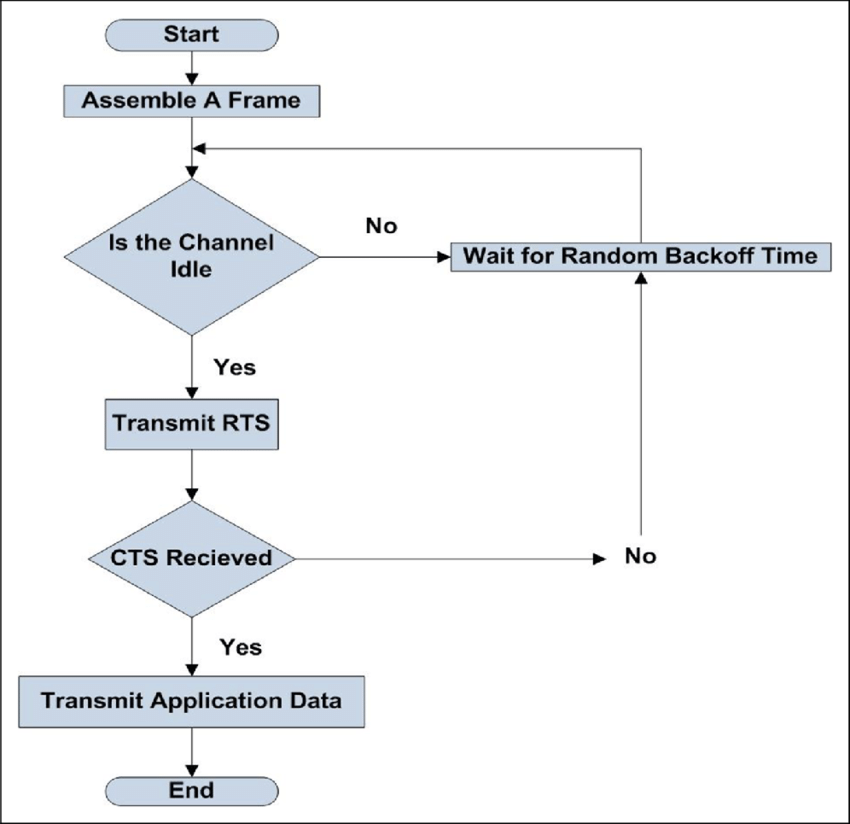 Start
Assemble A Frame
Is the Channel
Idle
No
Wait for Random Backoff Time
Yes
Transmit RTS
CTS Recieved
No
Yes
Transmit Application Data
End